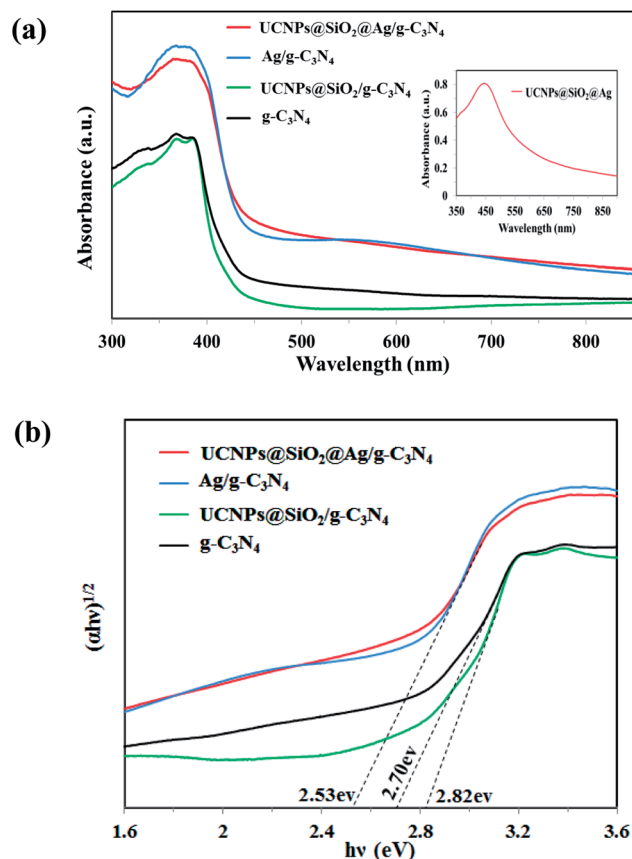 (a)
UCNPs@SiO₂@Ag/g-C₃N₄
Ag/g-C₃N₄
UCNPs@SiO₂/g-C₃N₄
g-C₃N₄
Absorbance (a.u.)
300 400 500 600 700 800
Wavelength (nm)
UCNPs@SiO₂@Ag
Absorbance (a.u.)
0.8
0.6
0.4
0.2
0
350 450 550 650 750 850
Wavelength (nm)
(b)
UCNPs@SiO₂@Ag/g-C₃N₄
Ag/g-C₃N₄
UCNPs@SiO₂/g-C₃N₄
g-C₃N₄
(αhν)¹ᐟ²
2.53ev
2.70ev
2.82ev
1.6 2 2.4 2.8 3.2 3.6
hν (eV)